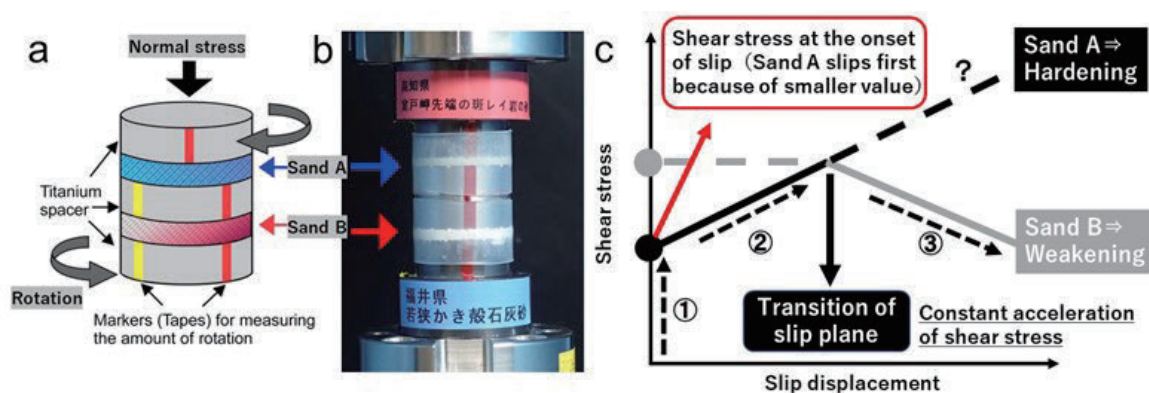 a
Normal stress
Sand A
Titanium
spacer
Sand B
Rotation
Markers (Tapes) for measuring
the amount of rotation
b
高知県
室戸岬先端の斑レイ岩の
福井県
若狭かき殻石灰砂
c
Shear stress at the onset
of slip（Sand A slips first
because of smaller value）
?
Sand A⇒
Hardening
Shear stress
①
②
③
Sand B⇒
Weakening
Transition of
slip plane
Constant acceleration
of shear stress
Slip displacement